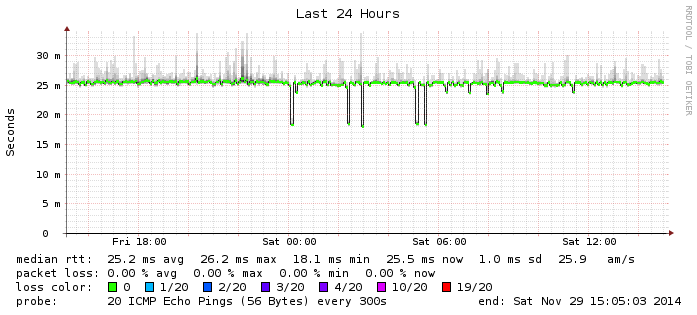 Last 24 Hours
RRDTOOL / TOBI OETIKER
Seconds
30 m
25 m
20 m
15 m
10 m
5 m
0
Fri 18:00 Sat 00:00 Sat 06:00 Sat 12:00
median rtt: 25.2 ms avg 26.2 ms max 18.1 ms min 25.5 ms now 1.0 ms sd 25.9 am/s
packet loss: 0.00 % avg 0.00 % max 0.00 % min 0.00 % now
loss color: 0 1/20 2/20 3/20 4/20 10/20 19/20
probe: 20 ICMP Echo Pings (56 Bytes) every 300s end: Sat Nov 29 15:05:03 2014